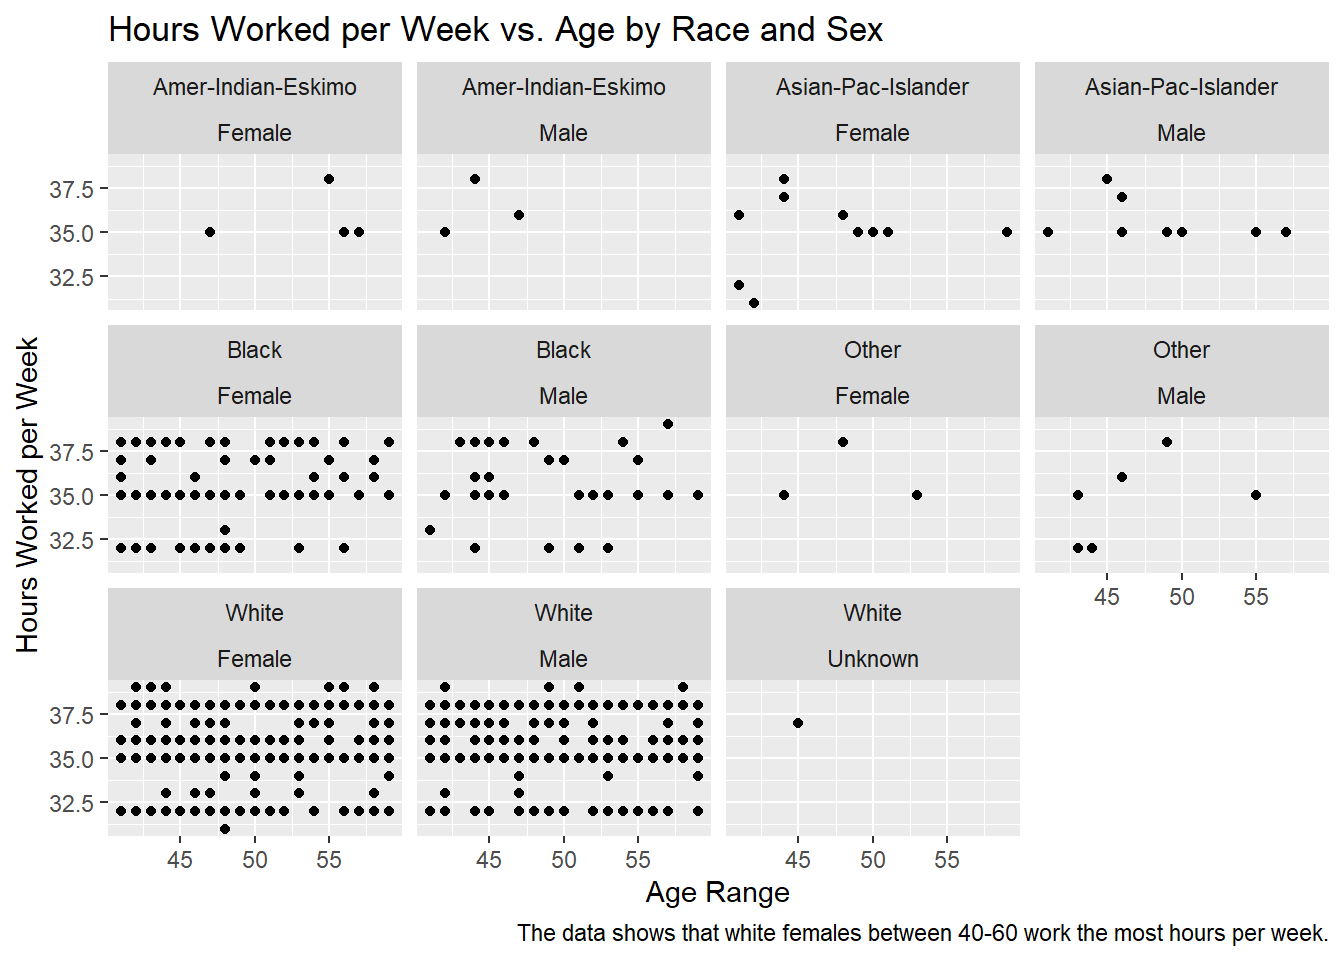 Hours Worked per Week vs. Age by Race and Sex
Amer-Indian-Eskimo
Female
Amer-Indian-Eskimo
Male
Asian-Pac-Islander
Female
Asian-Pac-Islander
Male
37.5
35.0
32.5
Black
Female
Black
Male
Other
Female
Other
Male
37.5
35.0
32.5
45 50 55
White
Female
White
Male
White
Unknown
37.5
35.0
32.5
45 50 55
45 50 55
45 50 55
Hours Worked per Week
Age Range
The data shows that white females between 40-60 work the most hours per week.